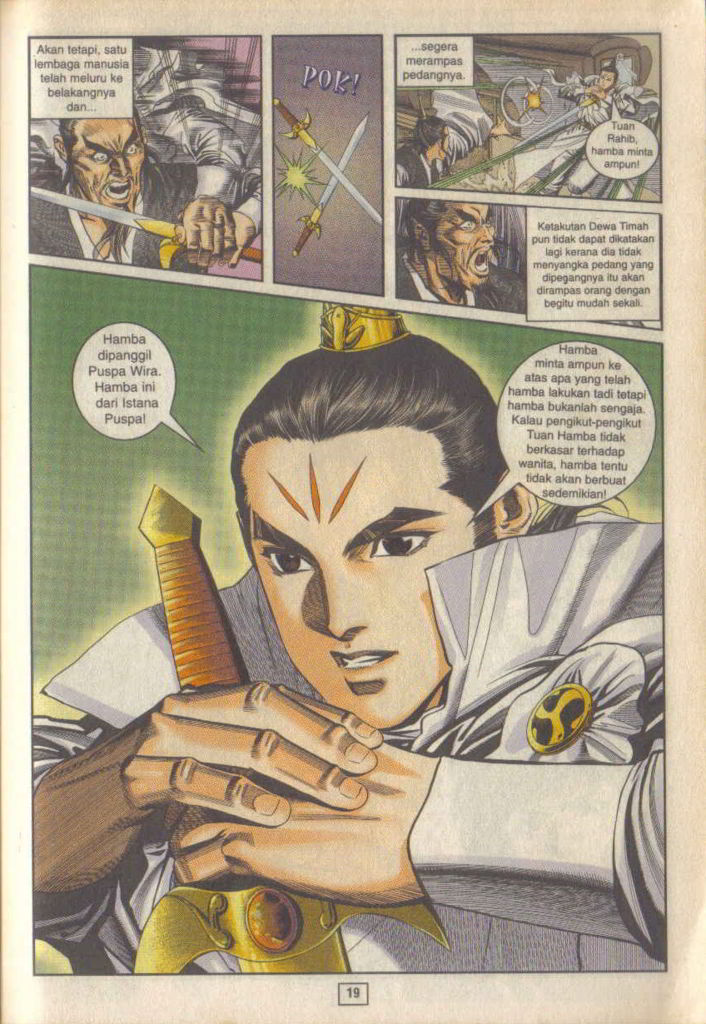 Akan tetapi, satu
lembaga manusia
telah meluru ke
belakangnya
dan...
POK!
...segera
merampas
pedangnya.
Tuan
Rahib,
hamba minta
ampun!
Ketakutan Dewa Timah
pun tidak dapat dikatakan
lagi kerana dia tidak
menyangka pedang yang
dipegangnya itu akan
dirampas orang dengan
begitu mudah sekali.
Hamba
dipanggil
Puspa Wira.
Hamba ini
dari Istana
Puspa!
Hamba
minta ampun ke
atas apa yang telah
hamba lakukan tadi tetapi
hamba bukanlah sengaja.
Kalau pengikut-pengikut
Tuan Hamba tidak
berkasar terhadap
wanita, hamba tentu
tidak akan berbuat
sedemikian!
19